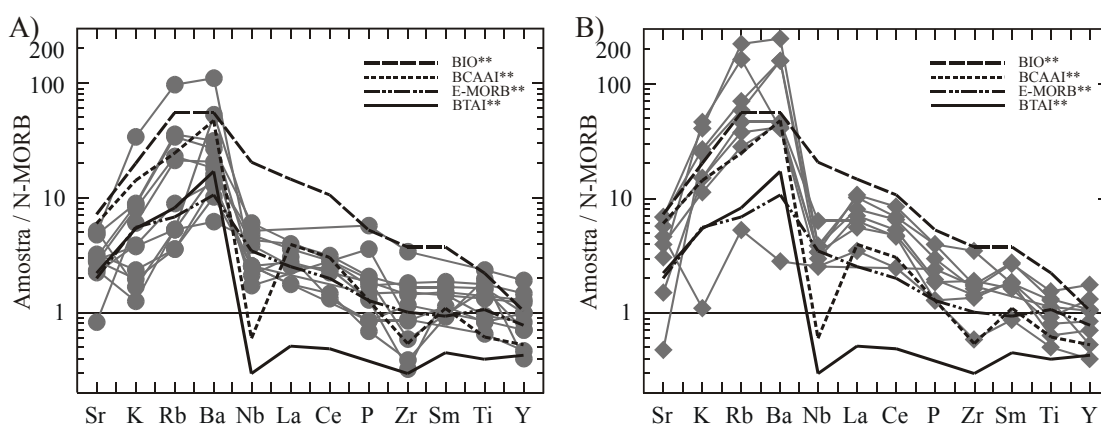 A)
200
100
10
1
Amostra / N-MORB
BIO**
BCAAI**
E-MORB**
BTAI**
Sr K Rb Ba Nb La Ce P Zr Sm Ti Y
B)
200
100
10
1
Amostra / N-MORB
BIO**
BCAAI**
E-MORB**
BTAI**
Sr K Rb Ba Nb La Ce P Zr Sm Ti Y